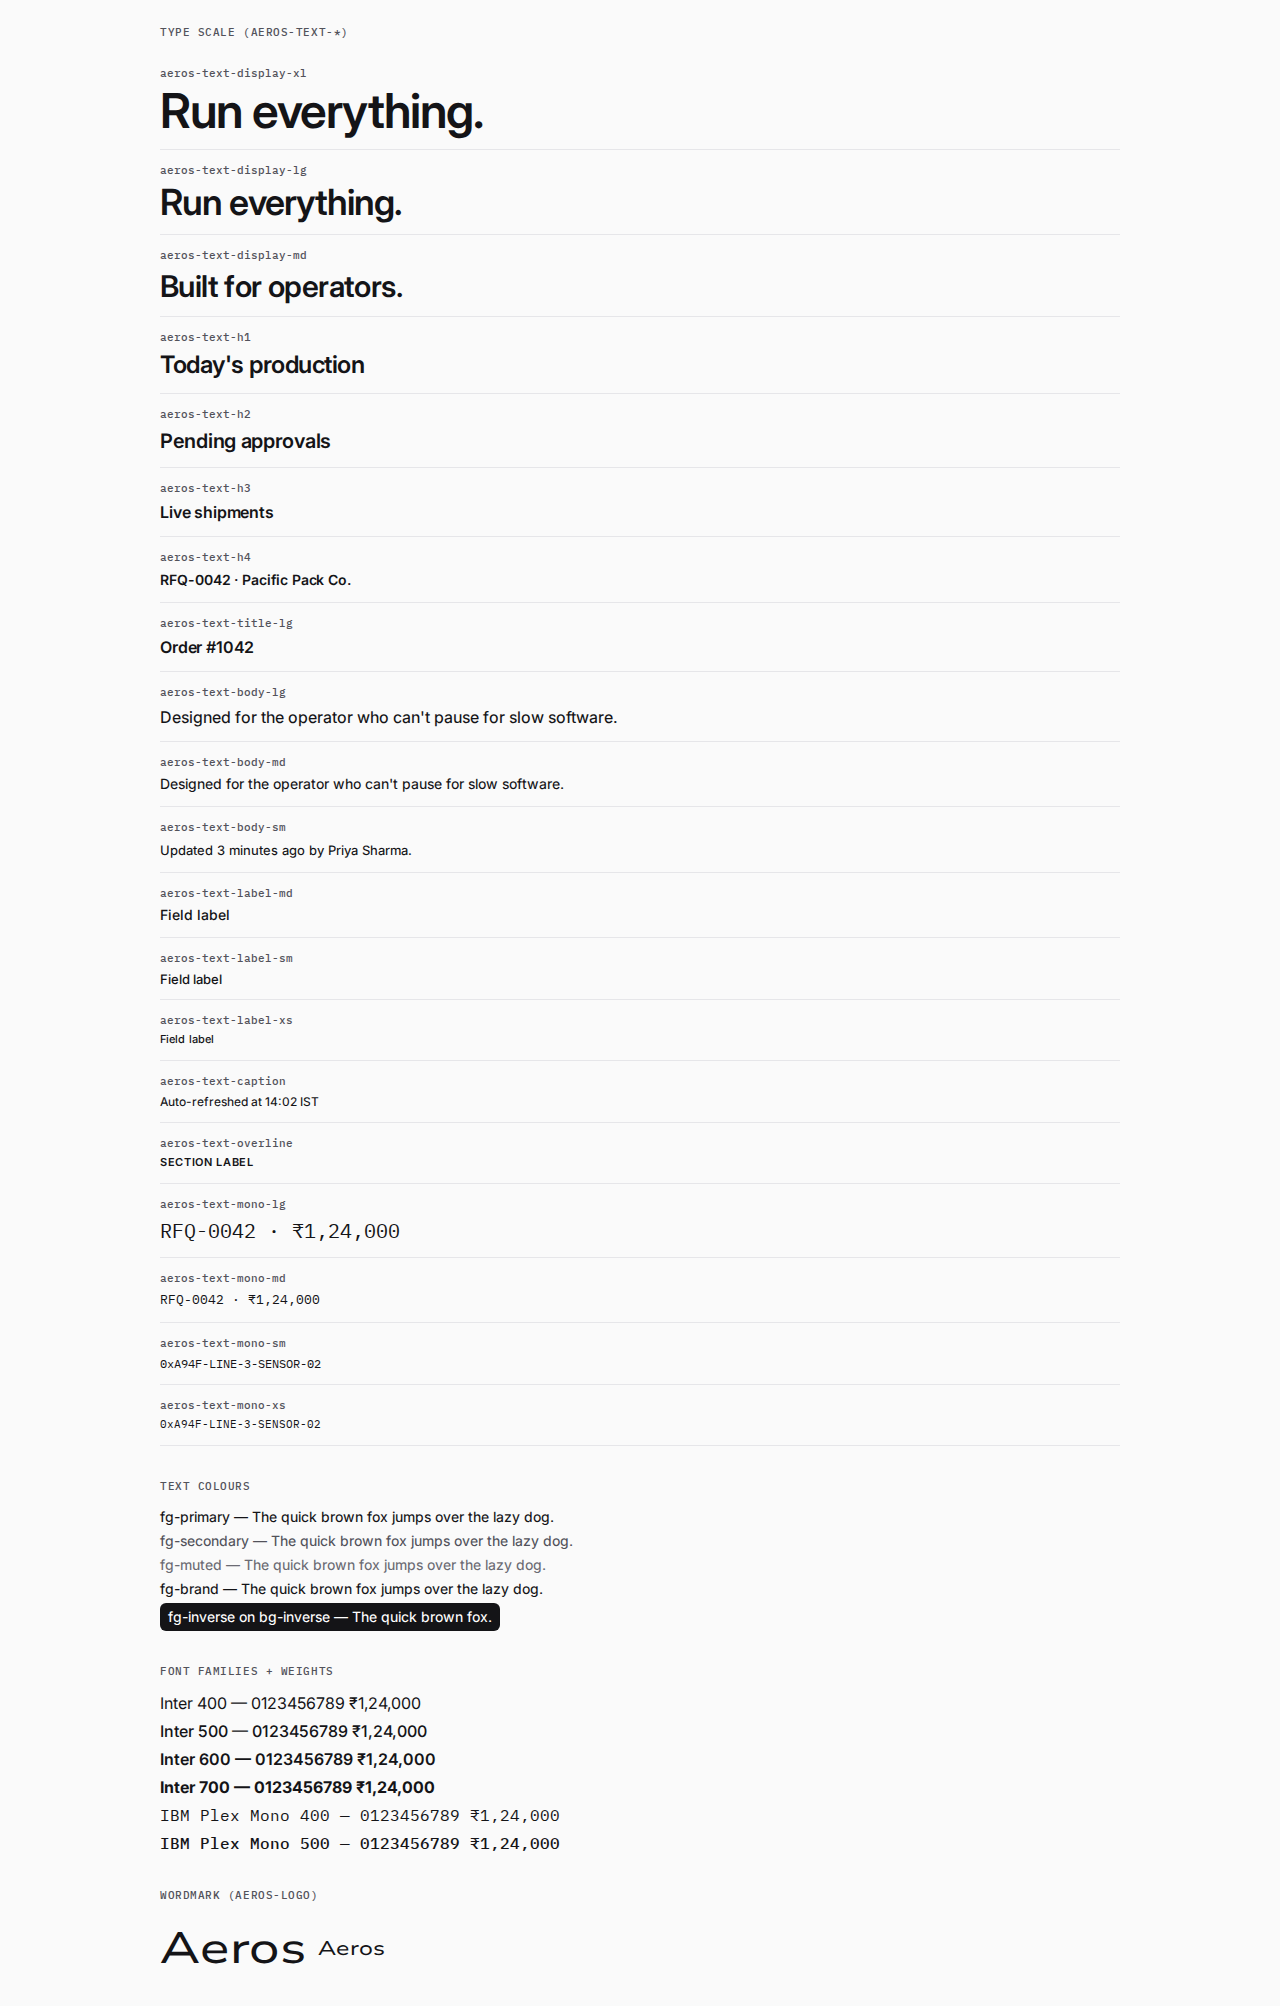 TYPE SCALE (AEROS-TEXT-*)
aeros-text-display-xl
Run everything.
aeros-text-display-lg
Run everything.
aeros-text-display-md
Built for operators.
aeros-text-h1
Today's production
aeros-text-h2
Pending approvals
aeros-text-h3
Live shipments
aeros-text-h4
RFQ-0042 · Pacific Pack Co.
aeros-text-title-lg
Order #1042
aeros-text-body-lg
Designed for the operator who can't pause for slow software.
aeros-text-body-md
Designed for the operator who can't pause for slow software.
aeros-text-body-sm
Updated 3 minutes ago by Priya Sharma.
aeros-text-label-md
Field label
aeros-text-label-sm
Field label
aeros-text-label-xs
Field label
aeros-text-caption
Auto-refreshed at 14:02 IST
aeros-text-overline
SECTION LABEL
aeros-text-mono-lg
RFQ-0042 · ₹1,24,000
aeros-text-mono-md
RFQ-0042 · ₹1,24,000
aeros-text-mono-sm
0xA94F-LINE-3-SENSOR-02
aeros-text-mono-xs
0xA94F-LINE-3-SENSOR-02
TEXT COLOURS
fg-primary — The quick brown fox jumps over the lazy dog.
fg-secondary — The quick brown fox jumps over the lazy dog.
fg-muted — The quick brown fox jumps over the lazy dog.
fg-brand — The quick brown fox jumps over the lazy dog.
fg-inverse on bg-inverse — The quick brown fox.
FONT FAMILIES + WEIGHTS
Inter 400 — 0123456789 ₹1,24,000
Inter 500 — 0123456789 ₹1,24,000
Inter 600 — 0123456789 ₹1,24,000
Inter 700 — 0123456789 ₹1,24,000
IBM Plex Mono 400 — 0123456789 ₹1,24,000
IBM Plex Mono 500 — 0123456789 ₹1,24,000
WORDMARK (AEROS-LOGO)
Aeros Aeros